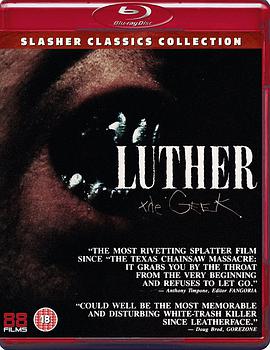 Blu-ray Disc
SLASHER CLASSICS COLLECTION
LUTHER
the GEEK
"THE MOST RIVETTING SPLATTER FILM
SINCE "THE TEXAS CHAINSAW MASSACRE:
IT GRABS YOU BY THE THROAT
FROM THE VERY BEGINNING
AND REFUSES TO LET GO."
— Anthony Timpone, Editor FANGORIA
"COULD WELL BE THE MOST MEMORABLE
AND DISTURBING WHITE-TRASH KILLER
SINCE LEATHERFACE."
— Doug Brod, GOREZONE
88
FILMS
18